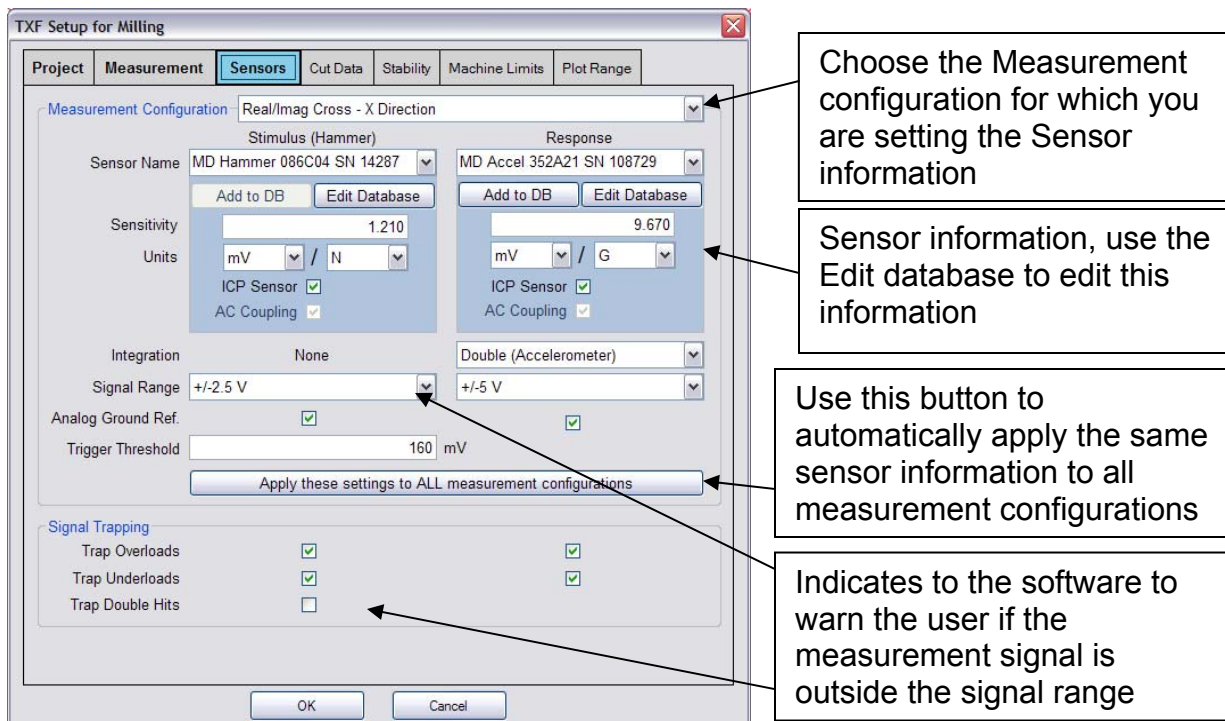 TXF Setup for Milling
Project Measurement Sensors Cut Data Stability Machine Limits Plot Range
Measurement Configuration Real/Imag Cross - X Direction
Stimulus (Hammer) Response
Sensor Name MD Hammer 086C04 SN 14287 MD Accel 352A21 SN 108729
Add to DB Edit Database Add to DB Edit Database
Sensitivity 1.210 9.670
Units mV / N mV / G
ICP Sensor ICP Sensor
AC Coupling AC Coupling
Integration None Double (Accelerometer)
Signal Range +/-2.5 V +/-5 V
Analog Ground Ref.
Trigger Threshold 160 mV
Apply these settings to ALL measurement configurations
Signal Trapping
Trap Overloads
Trap Underloads
Trap Double Hits
OK Cancel
Choose the Measurement
configuration for which you
are setting the Sensor
information
Sensor information, use the
Edit database to edit this
information
Use this button to
automatically apply the same
sensor information to all
measurement configurations
Indicates to the software to
warn the user if the
measurement signal is
outside the signal range